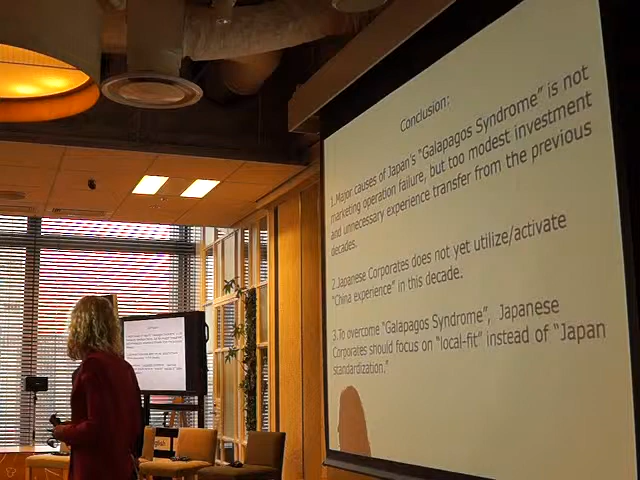 Conclusion:
1.Major causes of Japan's "Galapagos Syndrome" is not
marketing operation failure, but too modest investment
and unnecessary experience transfer from the previous
decades.
2.Japanese Corporates does not yet utilize/activate
"China experience" in this decade.
3.To overcome "Galapagos Syndrome", Japanese
Corporates should focus on "local-fit" instead of "Japan
standardization."